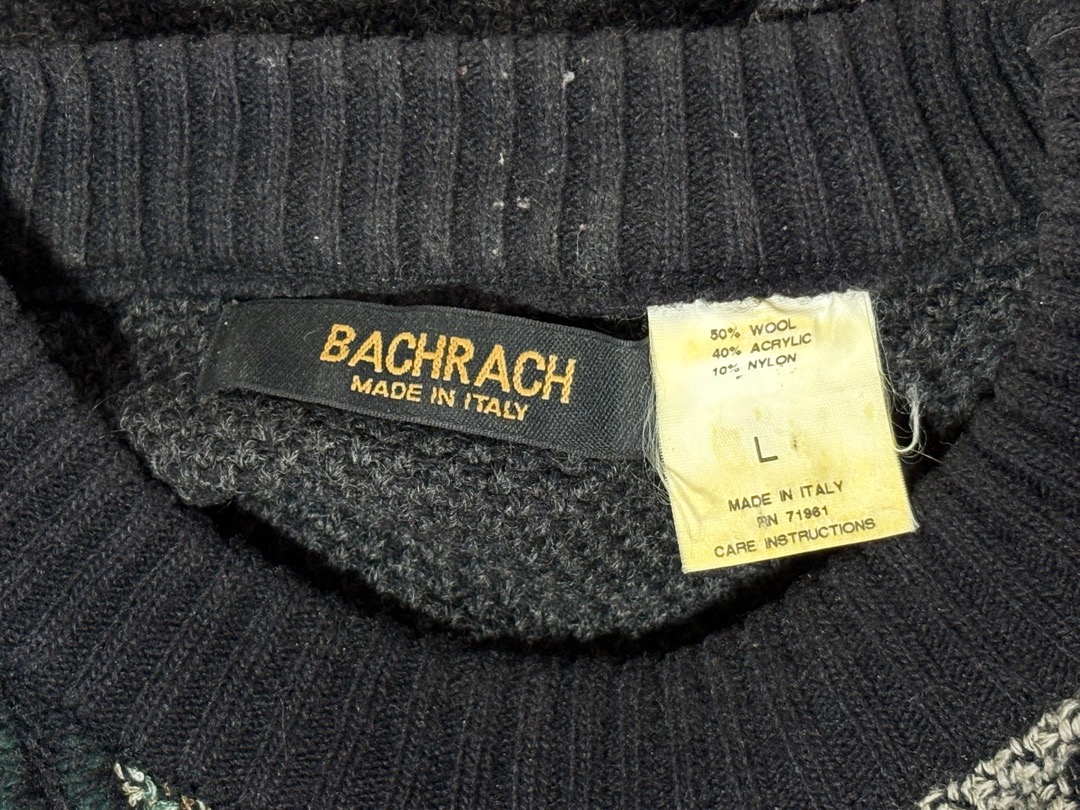 BACHRACH
MADE IN ITALY
50% WOOL
40% ACRYLIC
10% NYLON
L
MADE IN ITALY
RN 71961
CARE INSTRUCTIONS